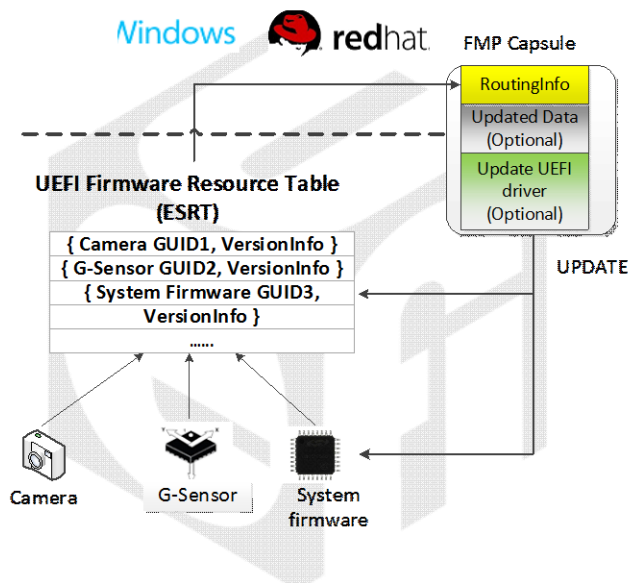 Windows
redhat.
FMP Capsule
RoutingInfo
Updated Data
(Optional)
Update UEFI
driver
(Optional)
UEFI Firmware Resource Table
(ESRT)
{ Camera GUID1, VersionInfo }
{ G-Sensor GUID2, VersionInfo }
{ System Firmware GUID3,
VersionInfo }
......
UPDATE
Camera
G-Sensor
System
firmware